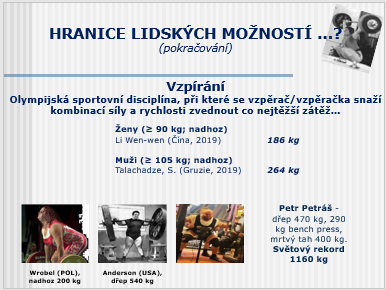 HRANICE LIDSKÝCH MOŽNOSTÍ ...?
(pokračování)
Vzpírání
Olympijská sportovní disciplína, při které se vzpěrač/vzpěračka snaží
kombinací síly a rychlosti zvednout co nejtěžší zátěž…
Ženy (≥ 90 kg; nadhoz)
Li Wen-wen (Čína, 2019) 186 kg
Muži (≥ 105 kg; nadhoz)
Talachadze, S. (Gruzie, 2019) 264 kg
Petr Petráš -
dřep 470 kg, 290
kg bench press,
mrtvý tah 400 kg.
Světový rekord
1160 kg
Wrobel (POL),
nadhoz 200 kg
Anderson (USA),
dřep 540 kg